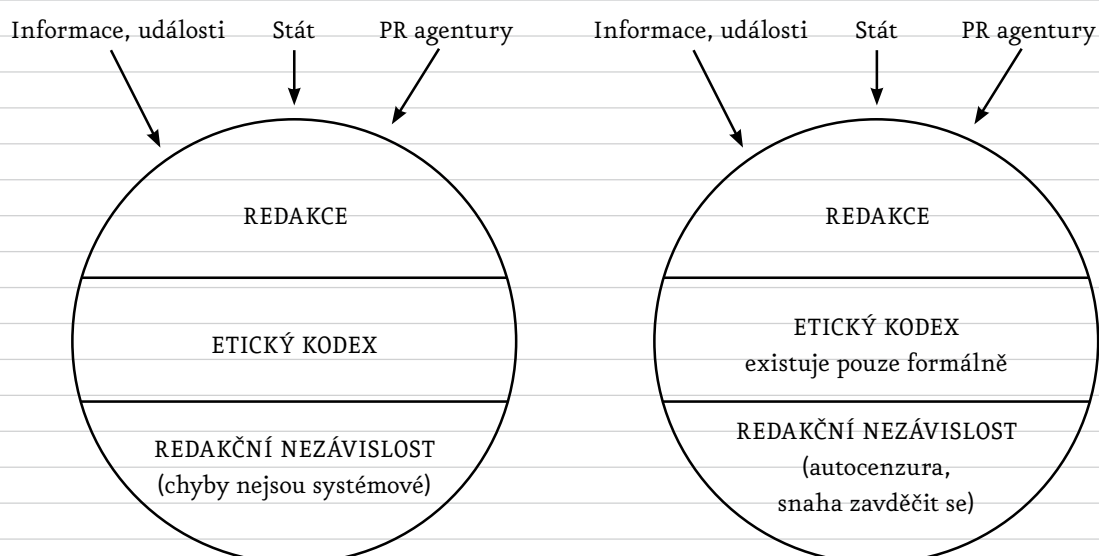 Informace, události Stát PR agentury
REDAKCE
ETICKÝ KODEX
REDAKČNÍ NEZÁVISLOST
(chyby nejsou systémové)
Informace, události Stát PR agentury
REDAKCE
ETICKÝ KODEX
existuje pouze formálně
REDAKČNÍ NEZÁVISLOST
(autocenzura,
snaha zavděčit se)